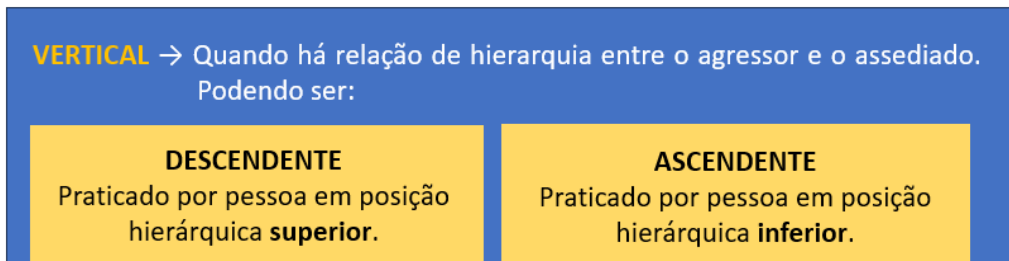 VERTICAL → Quando há relação de hierarquia entre o agressor e o assediado.
Podendo ser:
DESCENDENTE
Praticado por pessoa em posição
hierárquica superior.
ASCENDENTE
Praticado por pessoa em posição
hierárquica inferior.